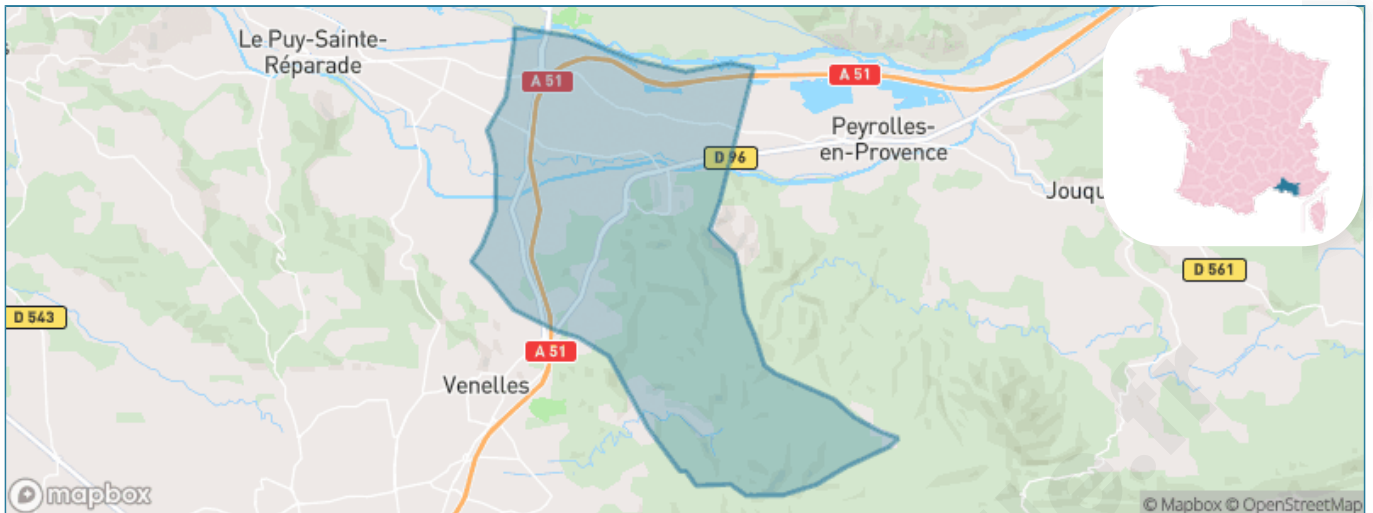 Le Puy-Sainte-
Réparade
A 51
A 51
Peyrolles-
en-Provence
D 96
Jouqu
D 561
D 543
A 51
Venelles
mapbox
© Mapbox © OpenStreetMap